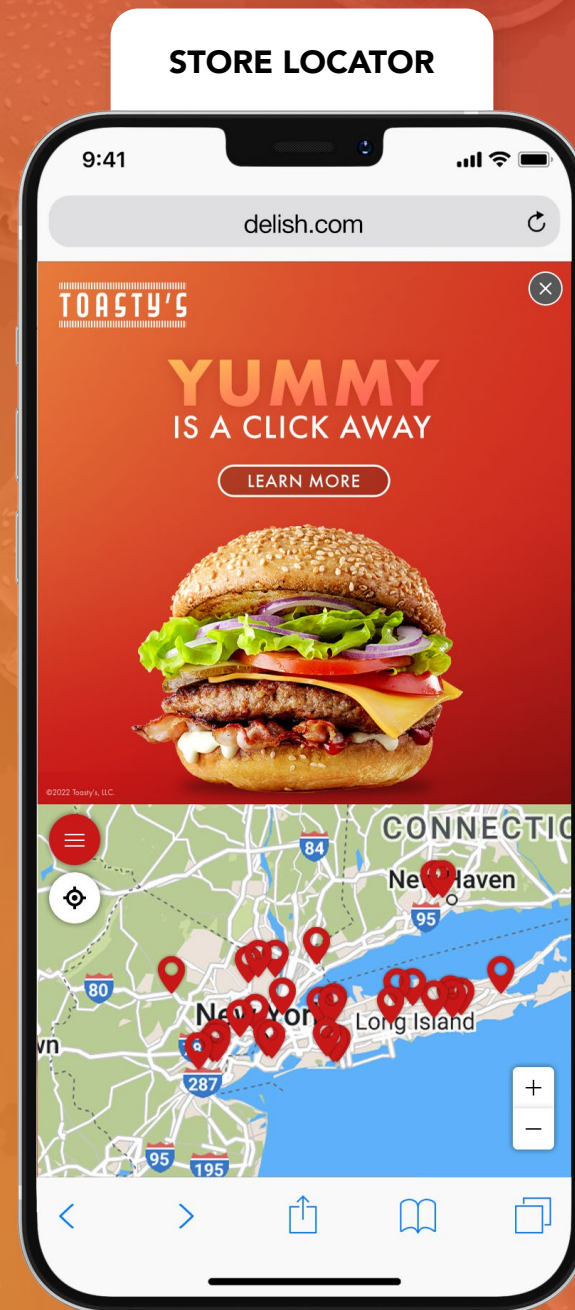 STORE LOCATOR
9:41
delish.com
TOASTY'S
YUMMY
IS A CLICK AWAY
LEARN MORE
©2022 Toasty's, LLC.
CONNECTIC
84
New Haven
95
80
New York
Long Island
wn
287
95
195